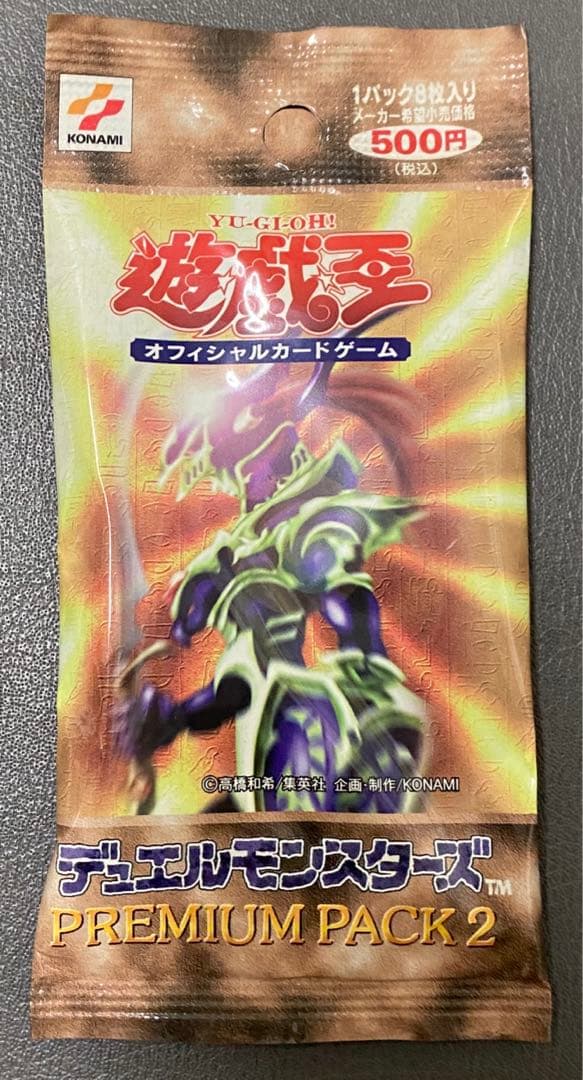 KONAMI
1パック8枚入り
メーカー希望小売価格
500円
(税込)
YU-GI-OH!
遊戯王
オフィシャルカードゲーム
©高橋和希/集英社 企画・制作/KONAMI
デュエルモンスターズ™
PREMIUM PACK 2